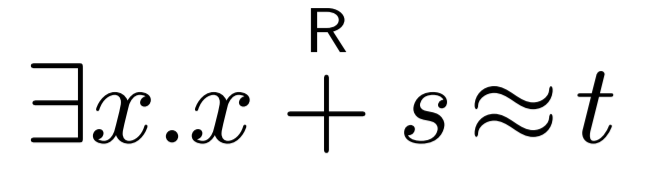 R
∃x.x + s ≈ t